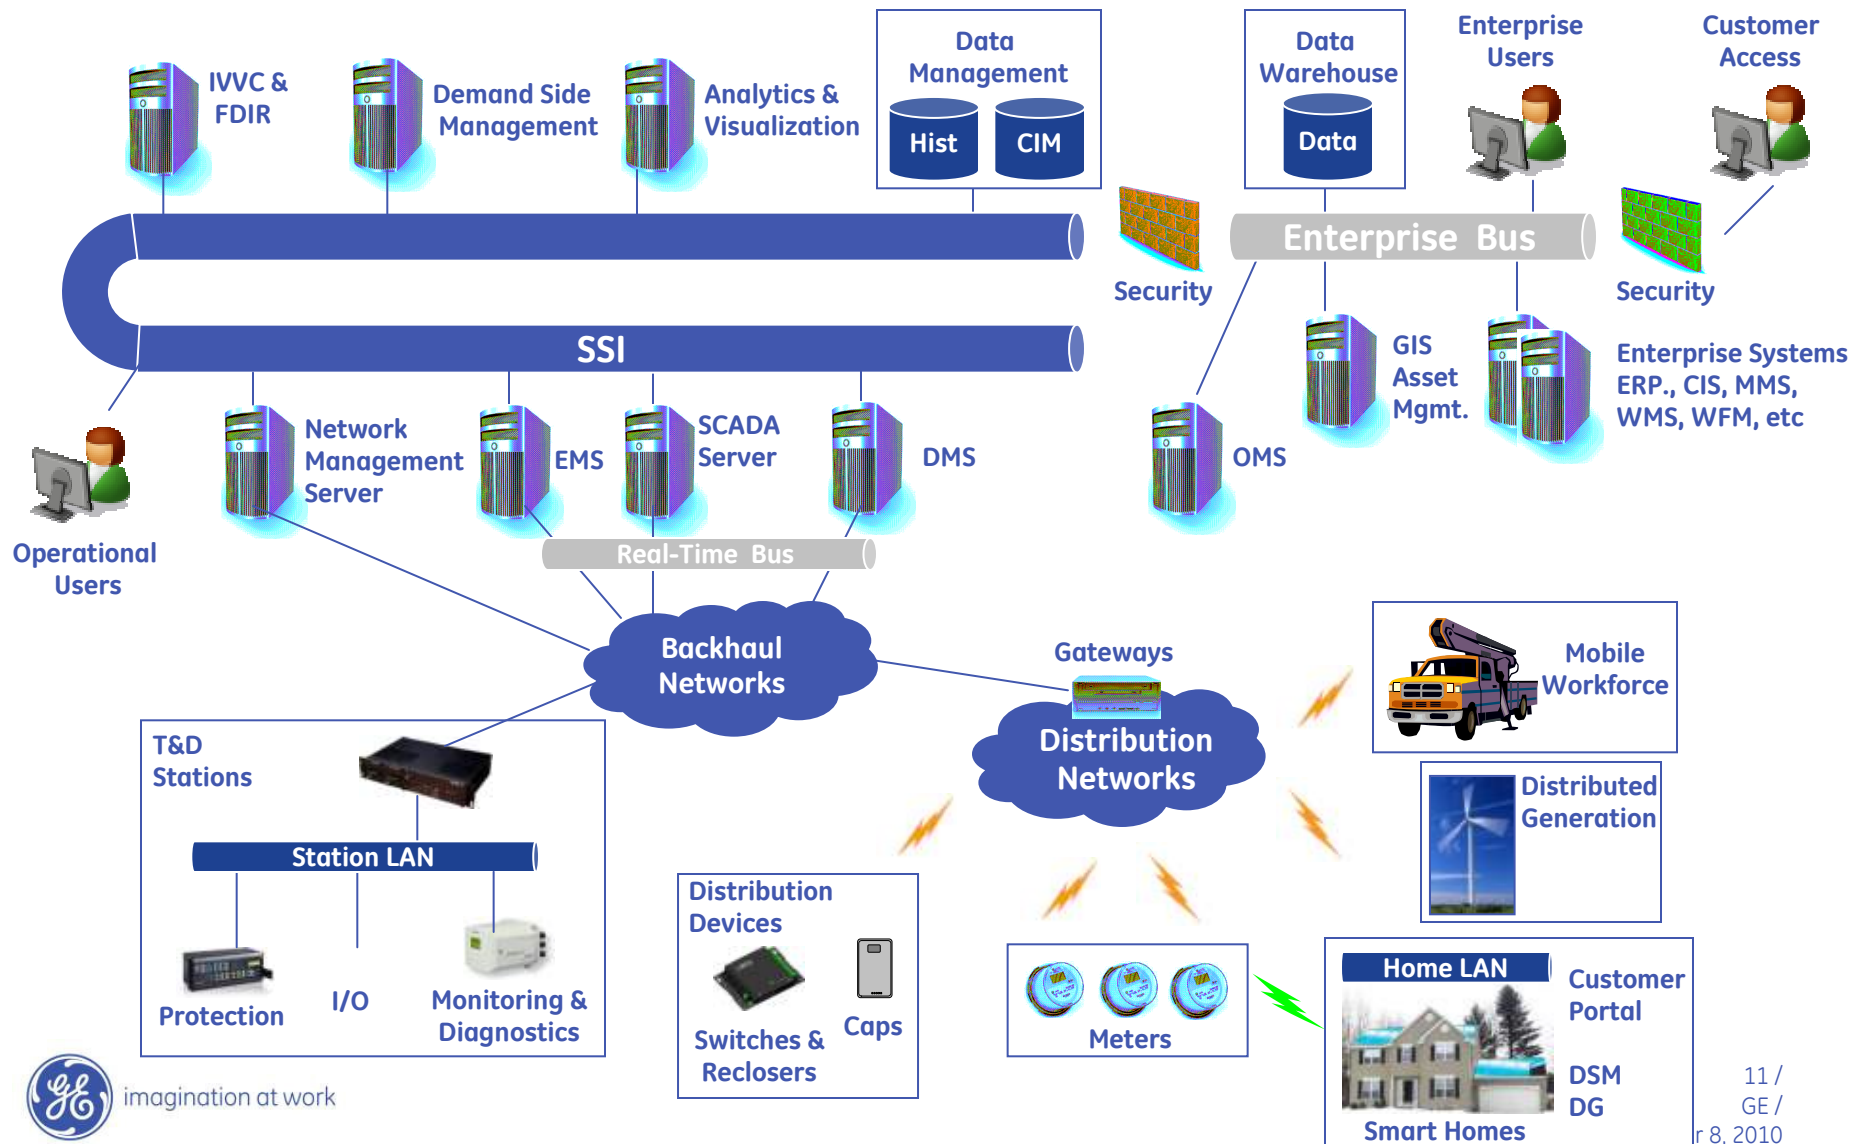 IVVC &
FDIR
Demand Side
Management
Analytics &
Visualization
Data
Management
Hist
CIM
Data
Warehouse
Data
Enterprise
Users
Customer
Access
Security
Enterprise Bus
Security
SSI
Operational
Users
Network
Management
Server
EMS
SCADA
Server
DMS
OMS
GIS
Asset
Mgmt.
Enterprise Systems
ERP., CIS, MMS,
WMS, WFM, etc
Real-Time Bus
Backhaul
Networks
Gateways
Distribution
Networks
Mobile
Workforce
Distributed
Generation
T&D
Stations
Station LAN
Protection
I/O
Monitoring &
Diagnostics
Distribution
Devices
Switches &
Reclosers
Caps
Meters
Home LAN
Customer
Portal
DSM
DG
Smart Homes
GE
imagination at work
11 /
GE /
r 8, 2010